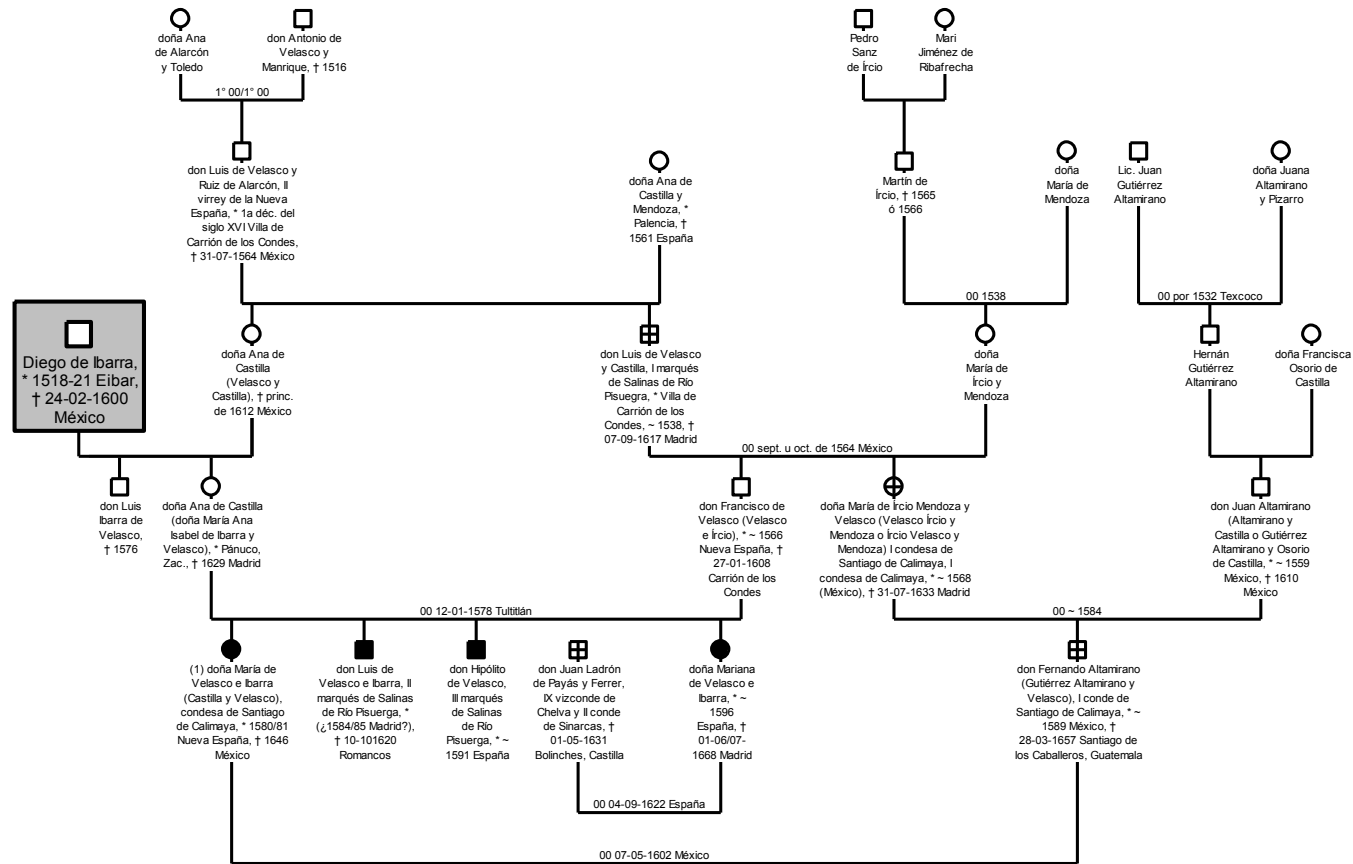 doña Ana
de Alarcón
y Toledo
don Antonio de
Velasco y
Manrique, † 1516
Pedro
Sanz
de Írcio
Mari
Jiménez de
Ribafrecha
1° 00/1° 00
don Luis de Velasco y
Ruiz de Alarcón, II
virrey de la Nueva
España, * 1a déc. del
siglo XVI Villa de
Carrión de los Condes,
† 31-07-1564 México
doña Ana de
Castilla y
Mendoza, *
Palencia, †
1561 España
Martín de
Írcio, † 1565
ó 1566
doña
María de
Mendoza
Lic. Juan
Gutiérrez
Altamirano
doña Juana
Altamirano
y Pizarro
00 1538
00 por 1532 Texcoco
Diego de Ibarra,
* 1518-21 Eibar,
† 24-02-1600
México
doña Ana de
Castilla
(Velasco y
Castilla), † princ.
de 1612 México
don Luis de Velasco
y Castilla, I marqués
de Salinas de Río
Pisuegra, * Villa de
Carrión de los
Condes, ~ 1538, †
07-09-1617 Madrid
doña
María de
Írcio y
Mendoza
Hernán
Gutiérrez
Altamirano
doña Francisca
Osorio de
Castilla
00 sept. u oct. de 1564 México
don Luis
Ibarra de
Velasco,
† 1576
doña Ana de Castilla
(doña María Ana
Isabel de Ibarra y
Velasco), * Pánuco,
Zac., † 1629 Madrid
don Francisco de
Velasco (Velasco
e Írcio), * ~ 1566
Nueva España, †
27-01-1608
Carrión de los
Condes
doña María de Írcio Mendoza y
Velasco (Velasco Írcio y
Mendoza o Írcio Velasco y
Mendoza) I condesa de
Santiago de Calimaya, I
condesa de Calimaya, * ~ 1568
(México), † 31-07-1633 Madrid
don Juan Altamirano
(Altamirano y
Castilla o Gutiérrez
Altamirano y Osorio
de Castilla, * ~ 1559
México, † 1610
México
00 12-01-1578 Tultitlán
00 ~ 1584
(1) doña María de
Velasco e Ibarra
(Castilla y Velasco),
condesa de Santiago
de Calimaya, * 1580/81
Nueva España, † 1646
México
don Luis de
Velasco e Ibarra, II
marqués de Salinas
de Río Pisuerga, *
(¿1584/85 Madrid?),
† 10-101620
Romancos
don Hipólito
de Velasco,
III marqués
de Salinas
de Río
Pisuerga, * ~
1591 España
don Juan Ladrón
de Payás y Ferrer,
IX vizconde de
Chelva y II conde
de Sinarcas, †
01-05-1631
Bolinches, Castilla
doña Mariana
de Velasco e
Ibarra, * ~
1596
España, †
01-06/07-
1668 Madrid
don Fernando Altamirano
(Gutiérrez Altamirano y
Velasco), I conde de
Santiago de Calimaya, * ~
1589 México, †
28-03-1657 Santiago de
los Caballeros, Guatemala
00 04-09-1622 España
00 07-05-1602 México